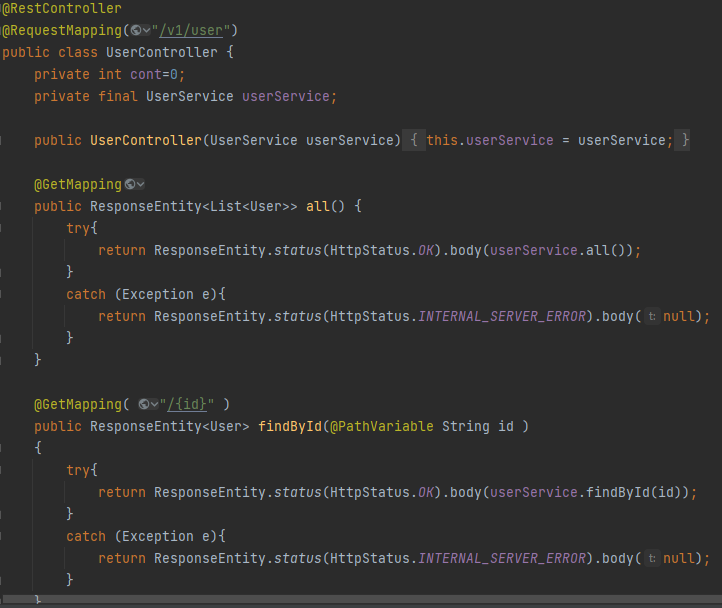 @RestController
@RequestMapping("/v1/user")
public class UserController {
    private int cont=0;
    private final UserService userService;
    public UserController(UserService userService) { this.userService = userService; }
    @GetMapping
    public ResponseEntity<List<User>> all() {
        try{
            return ResponseEntity.status(HttpStatus.OK).body(userService.all());
        }
        catch (Exception e){
            return ResponseEntity.status(HttpStatus.INTERNAL_SERVER_ERROR).body( t: null);
        }
    }
    @GetMapping( "/{id}" )
    public ResponseEntity<User> findById(@PathVariable String id )
    {
        try{
            return ResponseEntity.status(HttpStatus.OK).body(userService.findById(id));
        }
        catch (Exception e){
            return ResponseEntity.status(HttpStatus.INTERNAL_SERVER_ERROR).body( t: null);
        }
    }